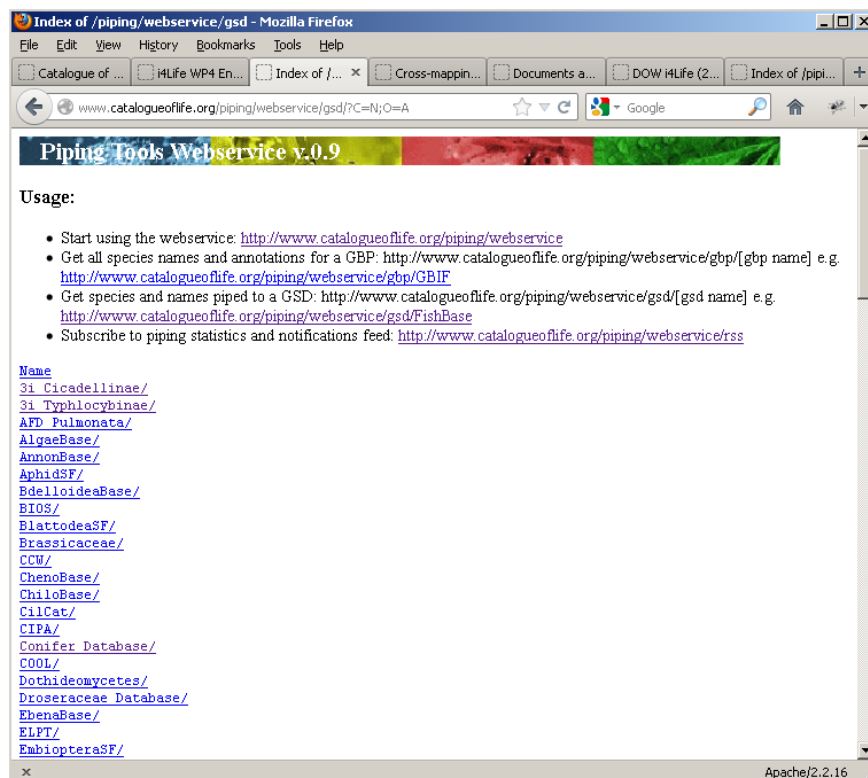 Index of /piping/webservice/gsd - Mozilla Firefox
File Edit View History Bookmarks Tools Help
Catalogue of ... i4Life WP4 En... Index of /... × Cross-mappin... Documents a... DOW i4Life (2... Index of /pipi... +
www.catalogueoflife.org/piping/webservice/gsd/?C=N;O=A Google
Piping Tools Webservice v.0.9
Usage:
Start using the webservice: http://www.catalogueoflife.org/piping/webservice
Get all species names and annotations for a GBP: http://www.catalogueoflife.org/piping/webservice/gbp/[gbp name] e.g.
http://www.catalogueoflife.org/piping/webservice/gbp/GBIF
Get species and names piped to a GSD: http://www.catalogueoflife.org/piping/webservice/gsd/[gsd name] e.g.
http://www.catalogueoflife.org/piping/webservice/gsd/FishBase
Subscribe to piping statistics and notifications feed: http://www.catalogueoflife.org/piping/webservice/rss
Name
3i Cicadellinae/
3i Typhlocybinae/
AFD Pulmonata/
AlgaeBase/
AnnonBase/
AphidSF/
BdelloideaBase/
BIOS/
BlattodeaSF/
Brassicaceae/
CCW/
ChenoBase/
ChiloBase/
CilCat/
CIPA/
Conifer Database/
COOL/
Dothideomycetes/
Droseraceae Database/
EbenaBase/
ELPT/
EmbiopteraSF/
× Apache/2.2.16